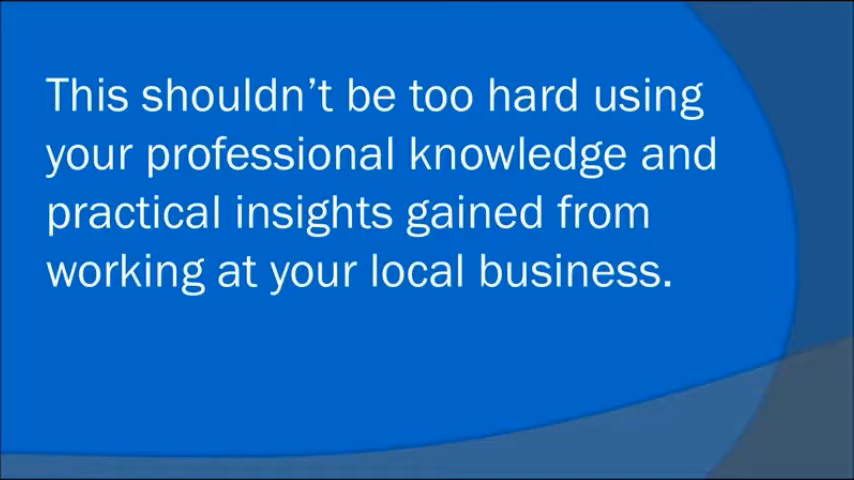 This shouldn’t be too hard using
your professional knowledge and
practical insights gained from
working at your local business.